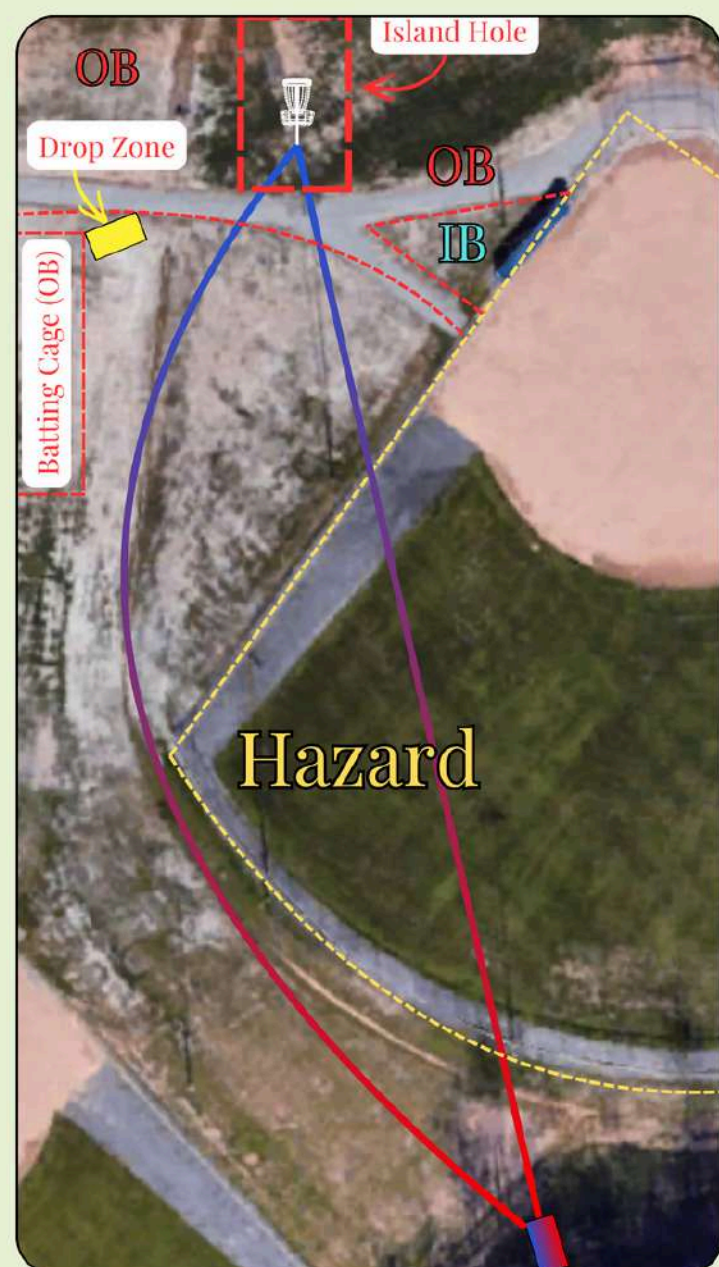 Island Hole
OB
Drop Zone
OB
IB
Batting Cage (OB)
Hazard